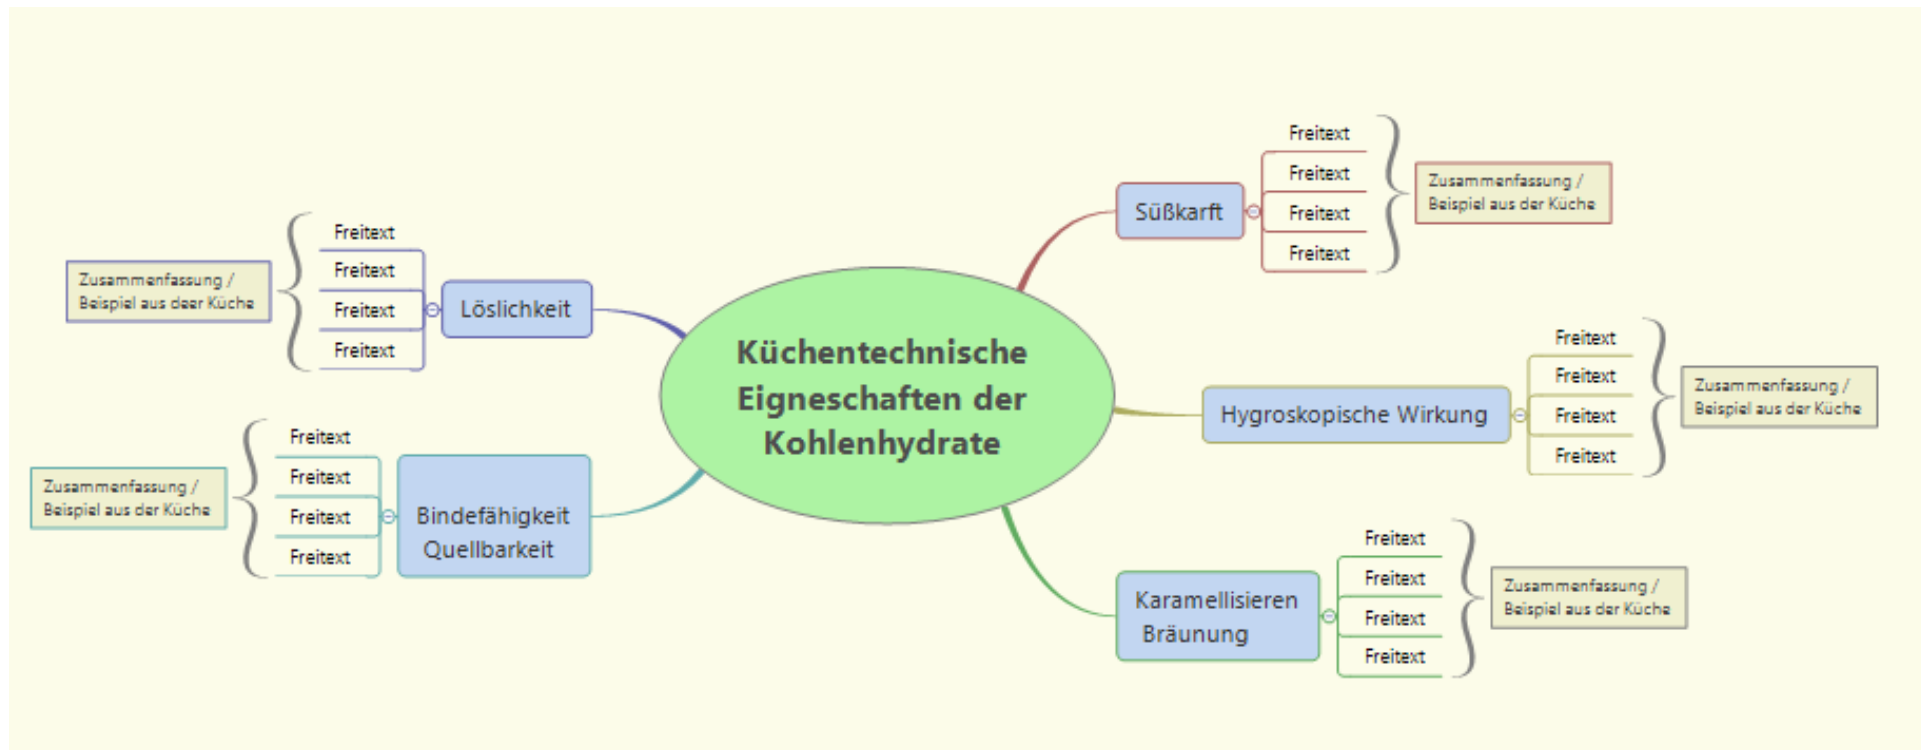 Küchentechnische
Eigneschaften der
Kohlenhydrate
Süßkarft
Freitext
Freitext
Freitext
Freitext
Zusammenfassung /
Beispiel aus der Küche
Hygroskopische Wirkung
Freitext
Freitext
Freitext
Freitext
Zusammenfassung /
Beispiel aus der Küche
Karamellisieren
Bräunung
Freitext
Freitext
Freitext
Freitext
Zusammenfassung /
Beispiel aus der Küche
Löslichkeit
Freitext
Freitext
Freitext
Freitext
Zusammenfassung /
Beispiel aus deer Küche
Bindefähigkeit
Quellbarkeit
Freitext
Freitext
Freitext
Freitext
Zusammenfassung /
Beispiel aus der Küche